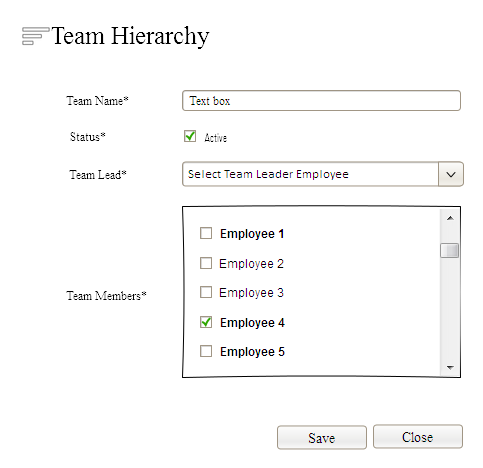 Team Hierarchy
Team Name* Text box
Status* Active
Team Lead* Select Team Leader Employee
Employee 1
Employee 2
Employee 3
Team Members*
Employee 4
Employee 5
Save Close